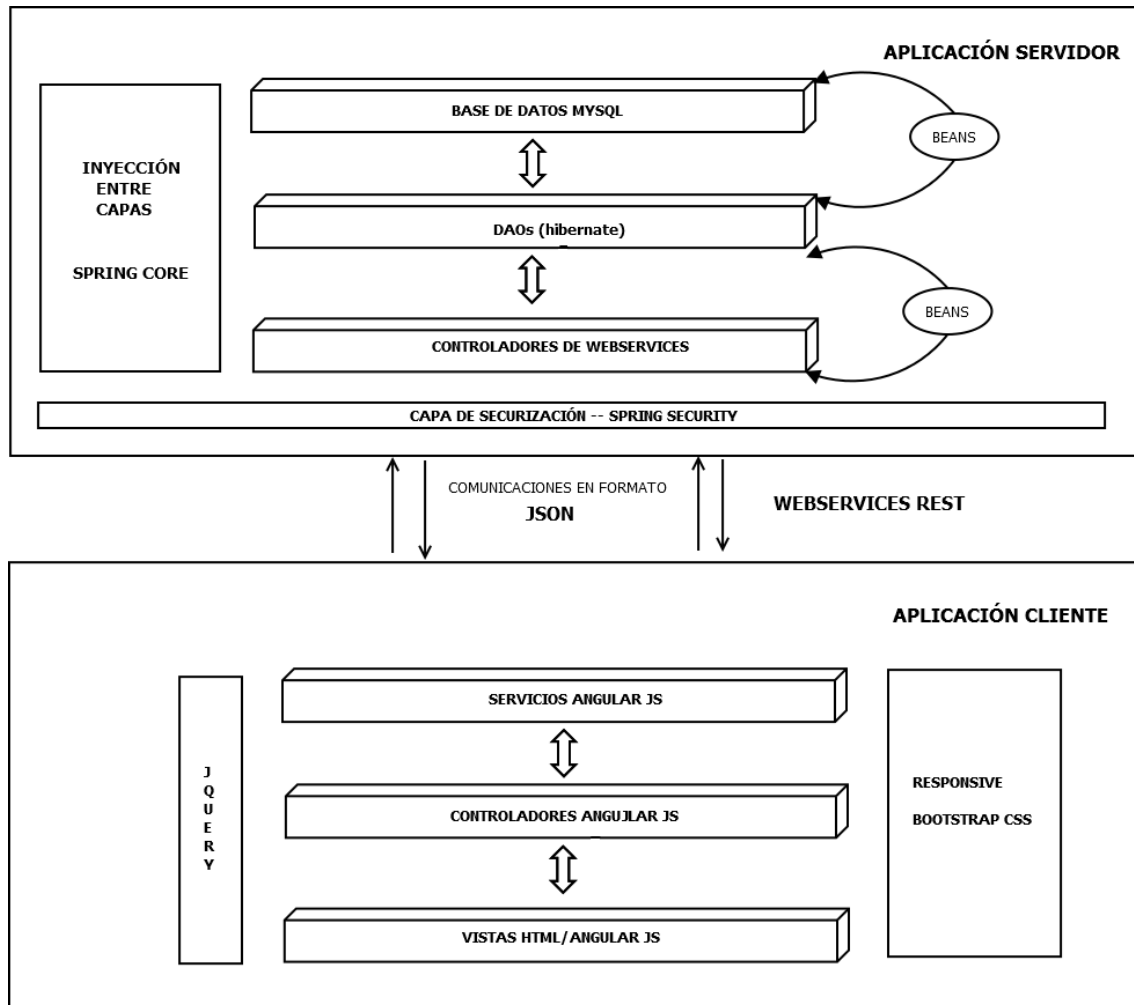 APLICACIÓN SERVIDOR
BASE DE DATOS MYSQL
BEANS
INYECCIÓN
ENTRE
CAPAS
SPRING CORE
DAOs (hibernate)
BEANS
CONTROLADORES DE WEBSERVICES
CAPA DE SECURIZACIÓN -- SPRING SECURITY
COMUNICACIONES EN FORMATO
JSON
WEBSERVICES REST
APLICACIÓN CLIENTE
SERVICIOS ANGULAR JS
J
Q
U
E
R
Y
CONTROLADORES ANGUJLAR JS
RESPONSIVE
BOOTSTRAP CSS
VISTAS HTML/ANGULAR JS